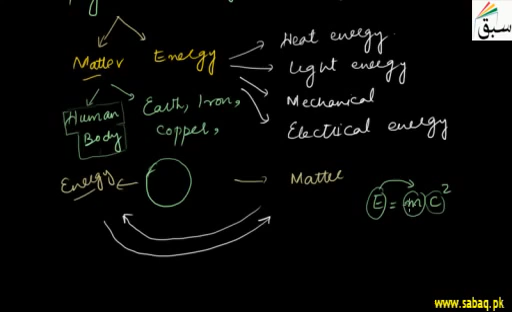 سبق
Matter Energy
Heat energy
Light energy
Mechanical
Electrical energy
Human Body
Earth, Iron,
Coppel,
Energy
Matter
E = mc²
www.sabaq.pk